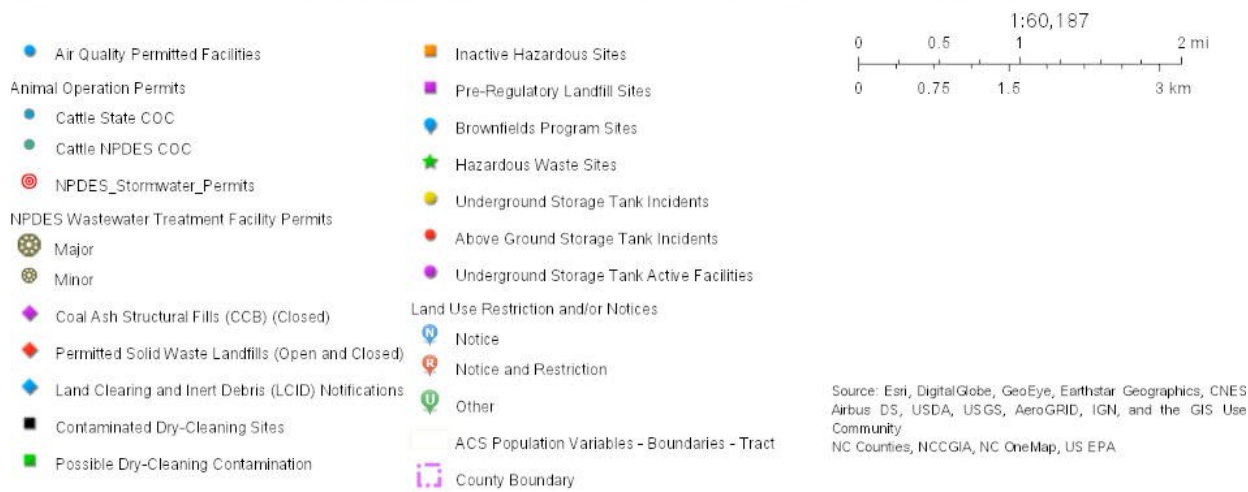 Air Quality Permitted Facilities
Animal Operation Permits
Cattle State COC
Cattle NPDES COC
NPDES_Stormwater_Permits
NPDES Wastewater Treatment Facility Permits
Major
Minor
Coal Ash Structural Fills (CCB) (Closed)
Permitted Solid Waste Landfills (Open and Closed)
Land Clearing and Inert Debris (LCID) Notifications
Contaminated Dry-Cleaning Sites
Possible Dry-Cleaning Contamination
Inactive Hazardous Sites
Pre-Regulatory Landfill Sites
Brownfields Program Sites
Hazardous Waste Sites
Underground Storage Tank Incidents
Above Ground Storage Tank Incidents
Underground Storage Tank Active Facilities
Land Use Restriction and/or Notices
N Notice
R Notice and Restriction
U Other
ACS Population Variables - Boundaries - Tract
County Boundary
1:60,187
0 0.5 1 2 mi
0 0.75 1.5 3 km
Source: Esri, DigitalGlobe, GeoEye, Earthstar Geographics, CNES
Airbus DS, USDA, USGS, AeroGRID, IGN, and the GIS Use
Community
NC Counties, NCCGIA, NC OneMap, US EPA